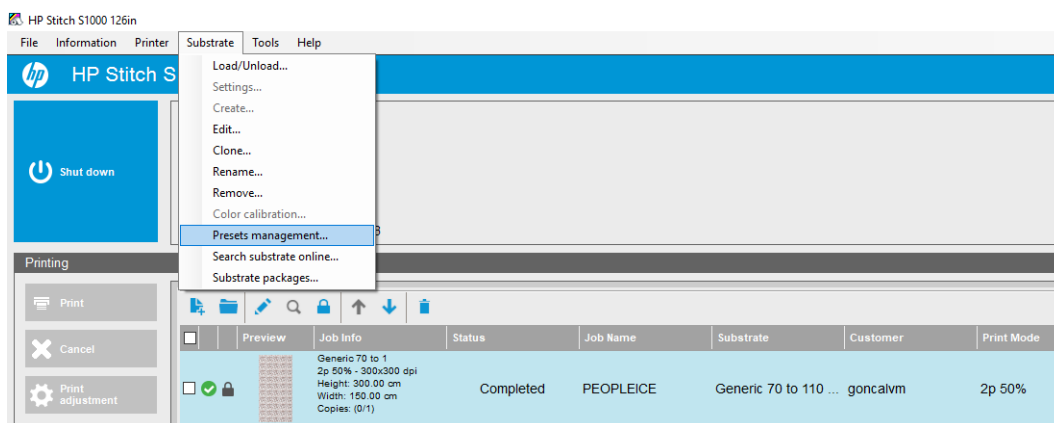 HP Stitch S1000 126in
File Information Printer Substrate Tools Help
hp HP Stitch S
Load/Unload...
Settings...
Create...
Edit...
Clone...
Rename...
Remove...
Color calibration...
Presets management...
Search substrate online...
Substrate packages...
Shut down
Printing
Print
Cancel
Print
adjustment
Preview Job Info Status Job Name Substrate Customer Print Mode
Generic 70 to 1
2p 50% - 300x300 dpi
Height: 300.00 cm
Width: 150.00 cm
Copies: (0/1)
Completed PEOPLEICE Generic 70 to 110 ... goncalvm 2p 50%